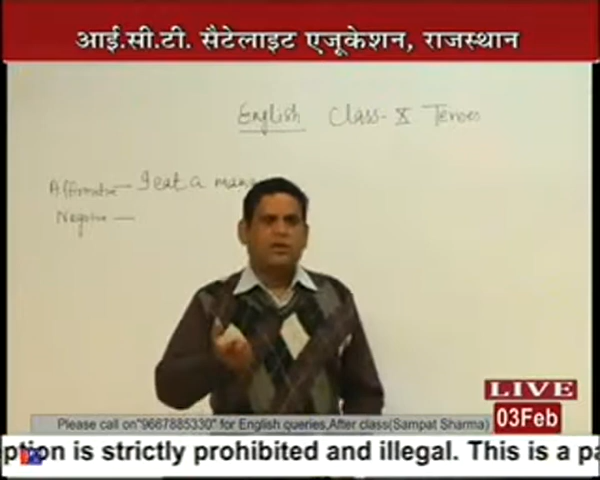 आई.सी.टी. सैटेलाइट एजूकेशन, राजस्थान
English Class-X Tenses
Affirmative — I eat a mang
Negative —
LIVE
03Feb
Please call on"9667885330" for English queries,After class(Sampat Sharma)
ption is strictly prohibited and illegal. This is a pa